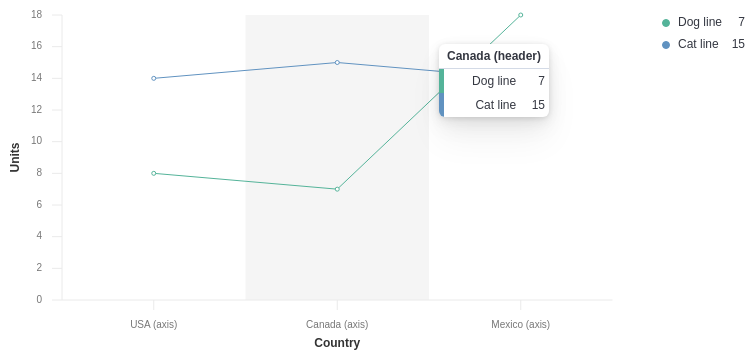 18
16
14
12
10
8
6
4
2
0
Units
USA (axis)
Canada (axis)
Mexico (axis)
Country
Canada (header)
Dog line 7
Cat line 15
Dog line 7
Cat line 15